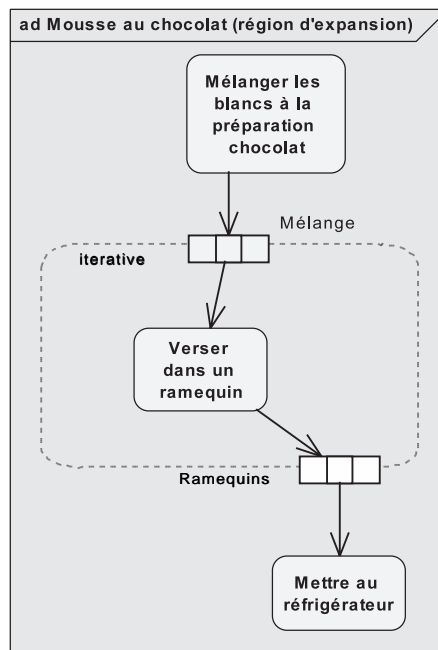 ad Mousse au chocolat (région d'expansion)
Mélanger les
blancs à la
préparation
chocolat
Mélange
iterative
Verser
dans un
ramequin
Ramequins
Mettre au
réfrigérateur